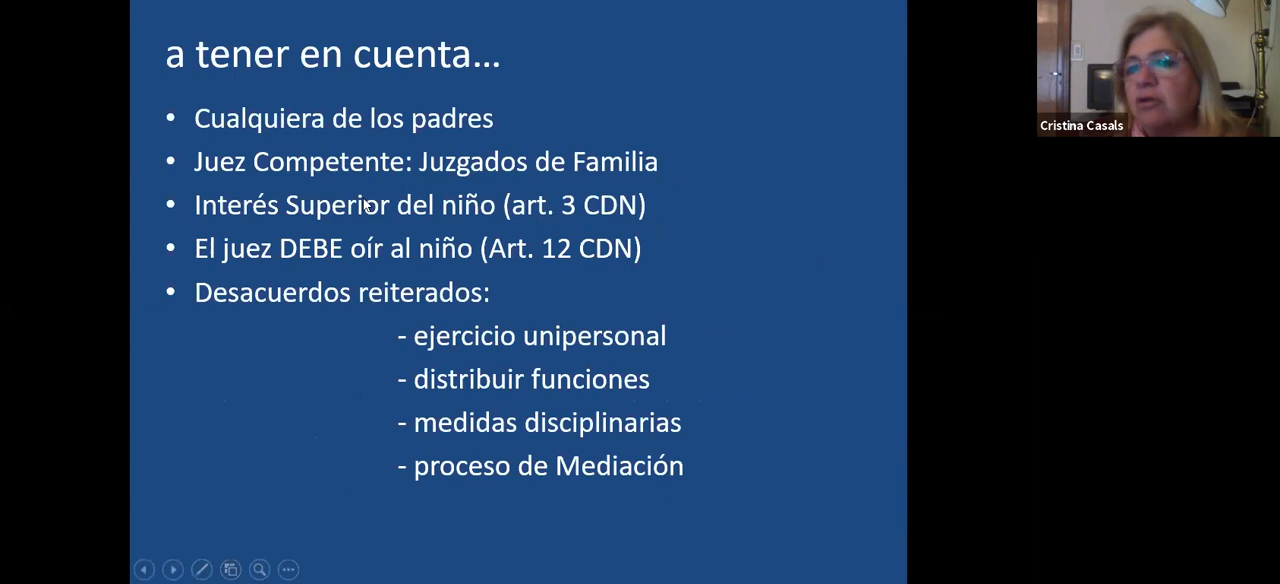 a tener en cuenta...
• Cualquiera de los padres
• Juez Competente: Juzgados de Familia
• Interés Superior del niño (art. 3 CDN)
• El juez DEBE oír al niño (Art. 12 CDN)
• Desacuerdos reiterados:
- ejercicio unipersonal
- distribuir funciones
- medidas disciplinarias
- proceso de Mediación
Cristina Casals